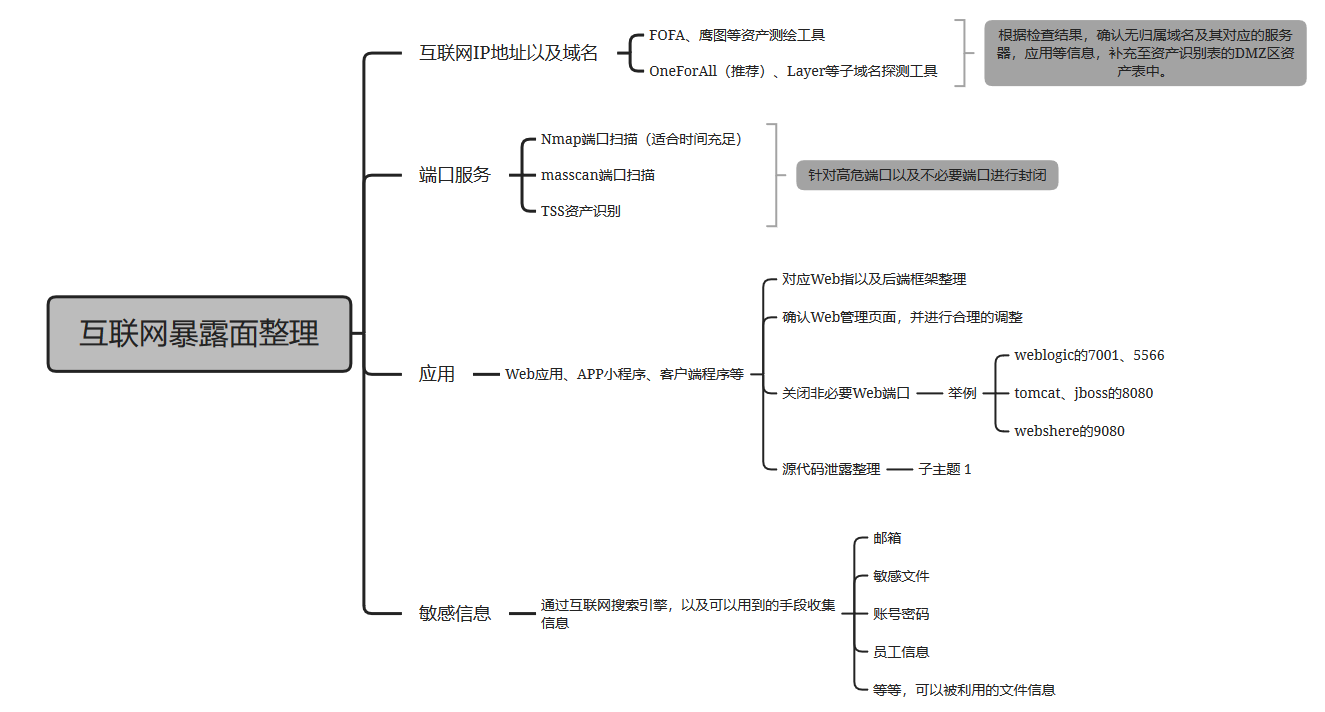 互联网暴露面整理
互联网IP地址以及域名
FOFA、鹰图等资产测绘工具
OneForAll（推荐）、Layer等子域名探测工具
根据检查结果，确认无归属域名及其对应的服务
器，应用等信息，补充至资产识别表的DMZ区资
产表中。
端口服务
Nmap端口扫描（适合时间充足）
masscan端口扫描
TSS资产识别
针对高危端口以及不必要端口进行封闭
应用
Web应用、APP小程序、客户端程序等
对应Web指以及后端框架整理
确认Web管理页面，并进行合理的调整
关闭非必要Web端口
举例
weblogic的7001、5566
tomcat、jboss的8080
webshere的9080
源代码泄露整理
子主题 1
敏感信息
通过互联网搜索引擎，以及可以用到的手段收集
信息
邮箱
敏感文件
账号密码
员工信息
等等，可以被利用的文件信息